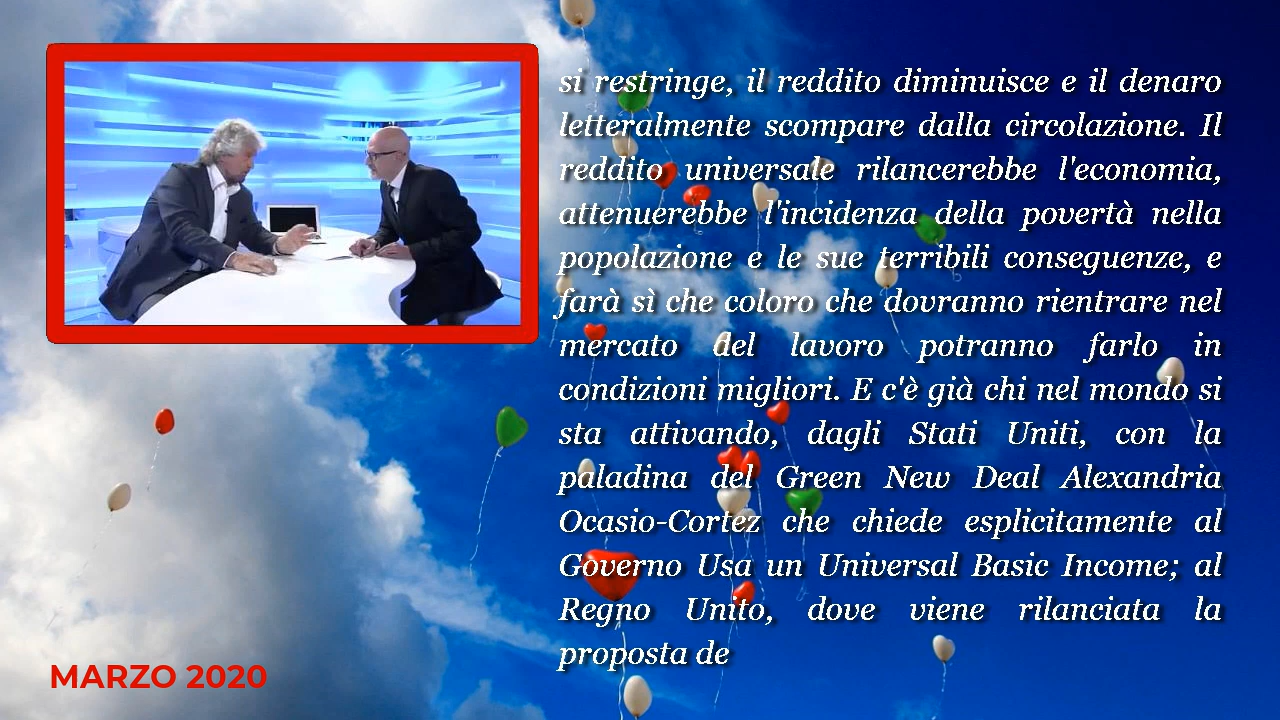 si restringe, il reddito diminuisce e il denaro
letteralmente scompare dalla circolazione. Il
reddito universale rilancerebbe l'economia,
attenuerebbe l'incidenza della povertà nella
popolazione e le sue terribili conseguenze, e
farà sì che coloro che dovranno rientrare nel
mercato del lavoro potranno farlo in
condizioni migliori. E c'è già chi nel mondo si
sta attivando, dagli Stati Uniti, con la
paladina del Green New Deal Alexandria
Ocasio-Cortez che chiede esplicitamente al
Governo Usa un Universal Basic Income; al
Regno Unito, dove viene rilanciata la
proposta de
MARZO 2020